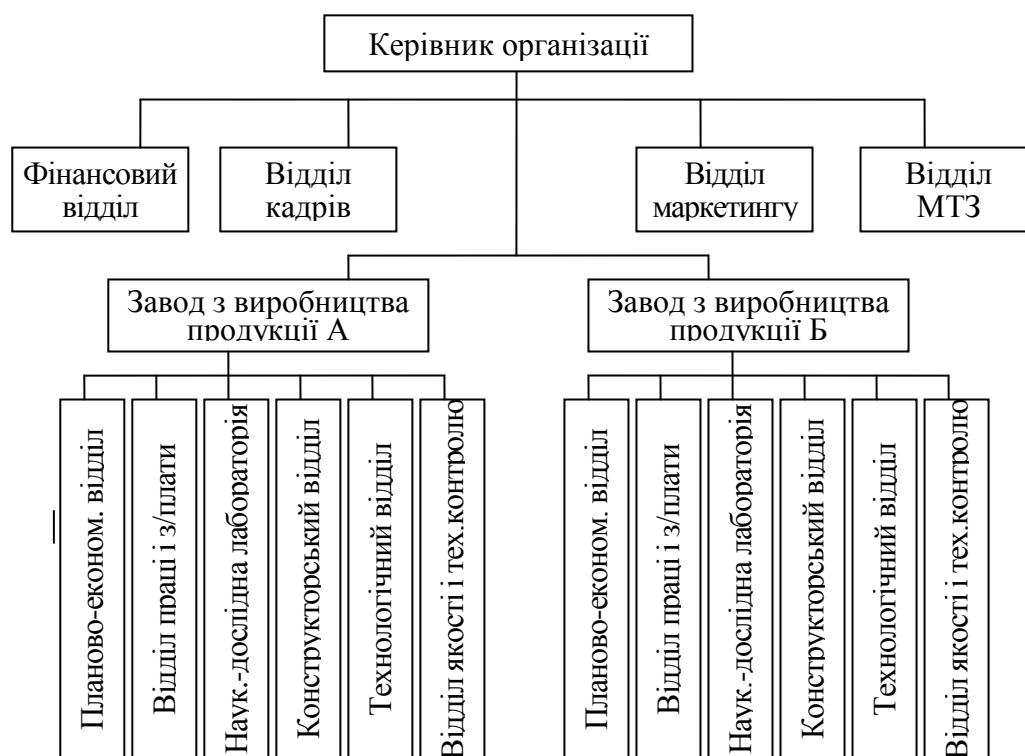 Керівник організації
Фінансовий
відділ
Відділ
кадрів
Відділ
маркетингу
Відділ
МТЗ
Завод з виробництва
продукції А
Завод з виробництва
продукції Б
Планово-економ. відділ
Відділ праці і з/плати
Наук.-дослідна лабораторія
Конструкторський відділ
Технологічний відділ
Відділ якості і тех.контролю
Планово-економ. відділ
Відділ праці і з/плати
Наук.-дослідна лабораторія
Конструкторський відділ
Технологічний відділ
Відділ якості і тех.контролю